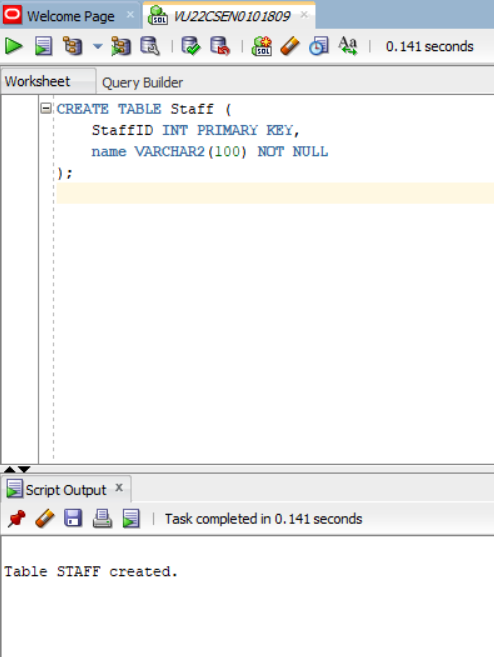 Welcome Page
VU22CSEN0101809
0.141 seconds
Worksheet
Query Builder
CREATE TABLE Staff (
    StaffID INT PRIMARY KEY,
    name VARCHAR2(100) NOT NULL
);
Script Output
Task completed in 0.141 seconds
Table STAFF created.